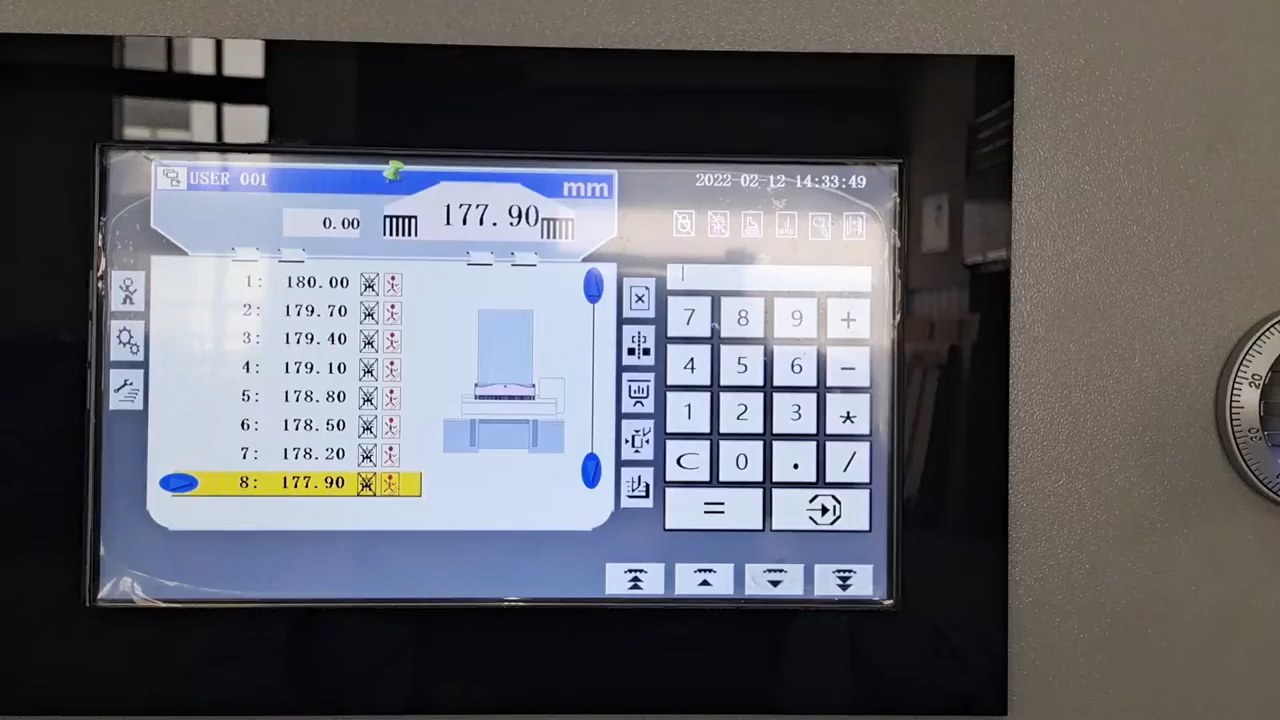 USER 001
mm
2022-02-12 14:33:49
0.00
177.90
1: 180.00
2: 179.70
3: 179.40
4: 179.10
5: 178.80
6: 178.50
7: 178.20
8: 177.90
7 8 9 +
4 5 6 −
1 2 3 *
C 0 . /
=
20
30